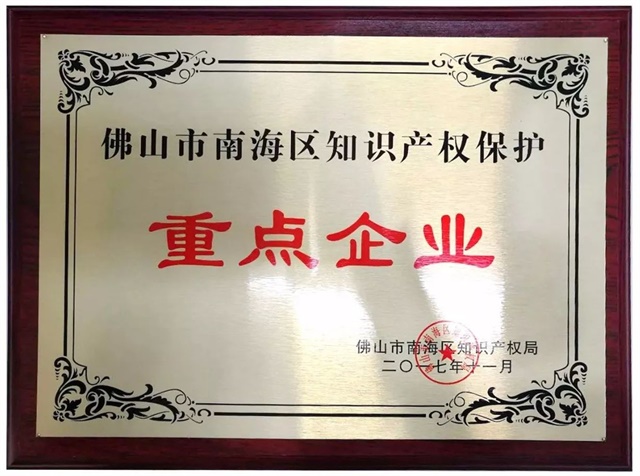 佛山市南海区知识产权保护
重点企业
佛山市南海区知识产权局
二〇一七年十一月